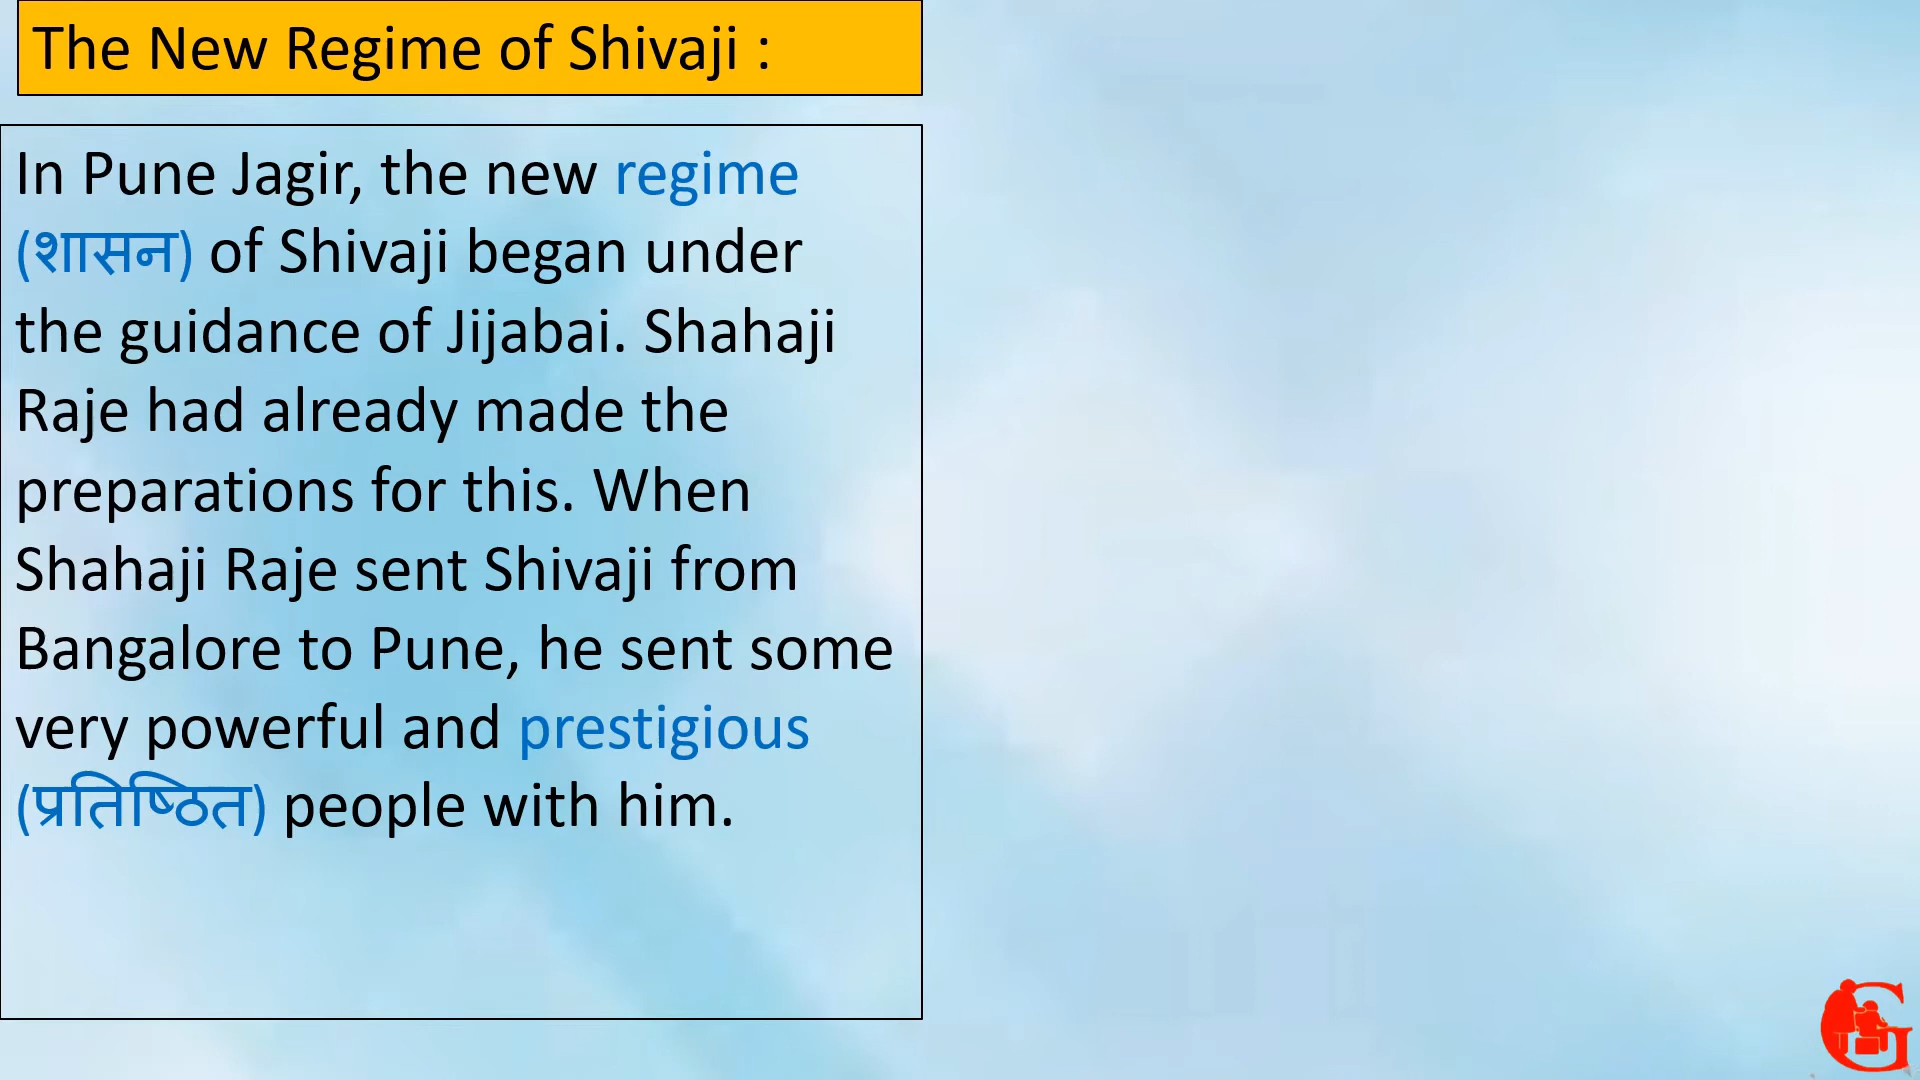 The New Regime of Shivaji :
In Pune Jagir, the new regime
(शासन) of Shivaji began under
the guidance of Jijabai. Shahaji
Raje had already made the
preparations for this. When
Shahaji Raje sent Shivaji from
Bangalore to Pune, he sent some
very powerful and prestigious
(प्रतिष्ठित) people with him.